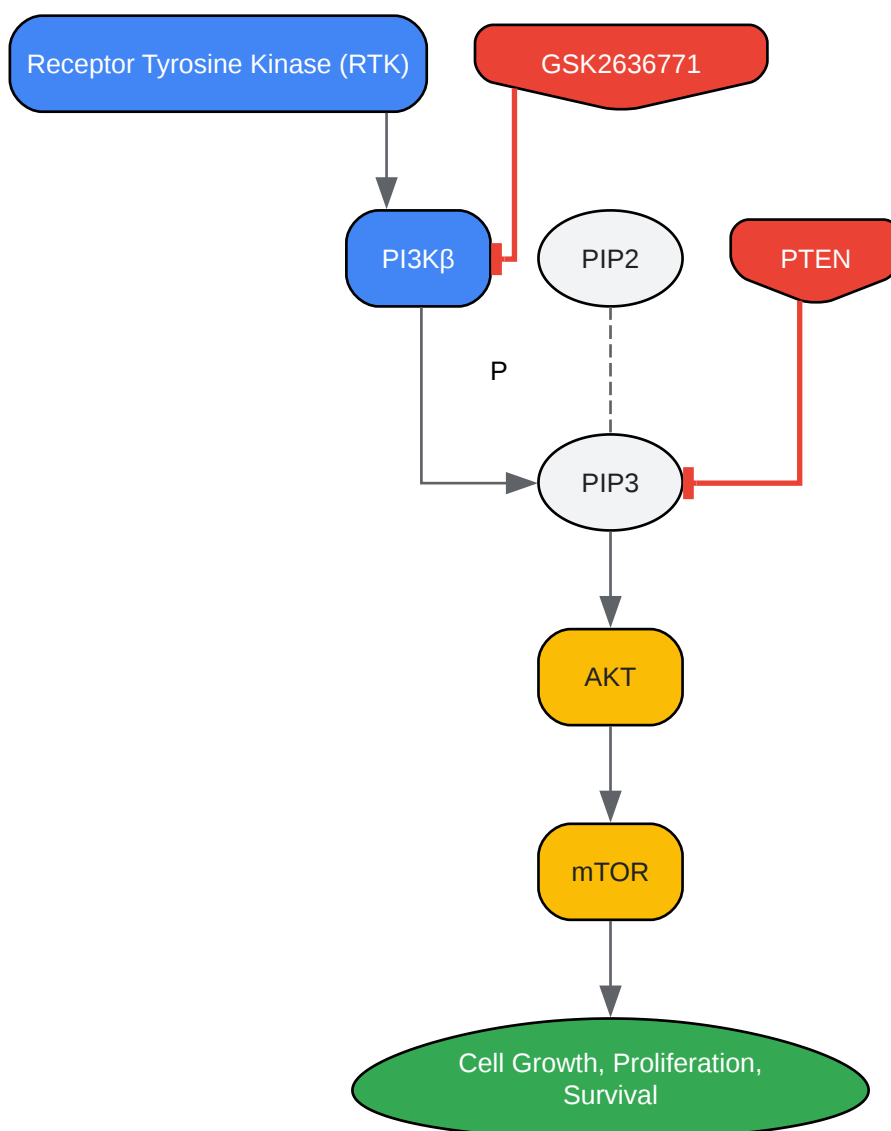 Receptor Tyrosine Kinase (RTK)
GSK2636771
PI3Kβ
PIP2
PTEN
P
PIP3
AKT
mTOR
Cell Growth, Proliferation,
Survival